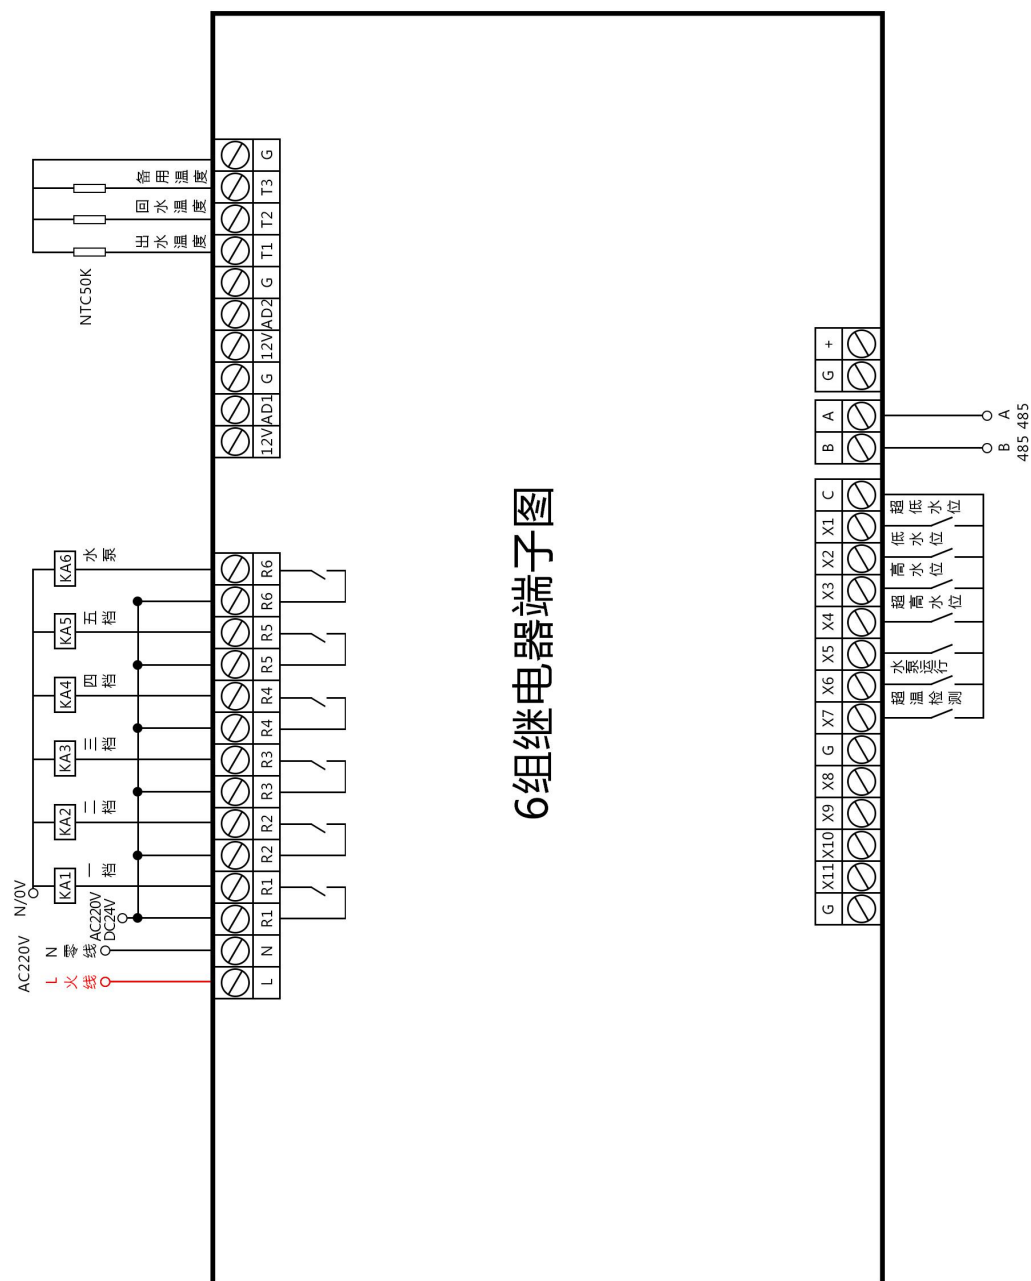 6组继电器端子图
AC220V
L 火线
N 零线
AC220V
DC24V
N/0V
KA1
一档
KA2
二档
KA3
三档
KA4
四档
KA5
五档
KA6
水泵
L
N
R1
R1
R2
R2
R3
R3
R4
R4
R5
R5
R6
R6
NTC50K
出水温度
回水温度
备用温度
12V
AD1
G
12V
AD2
G
T1
T2
T3
G
G
X11
X10
X9
X8
G
X7
X6
X5
X4
X3
X2
X1
C
B
A
G
+
超温检测
水泵运行
超高水位
高水位
低水位
超低水位
485 B
485 A